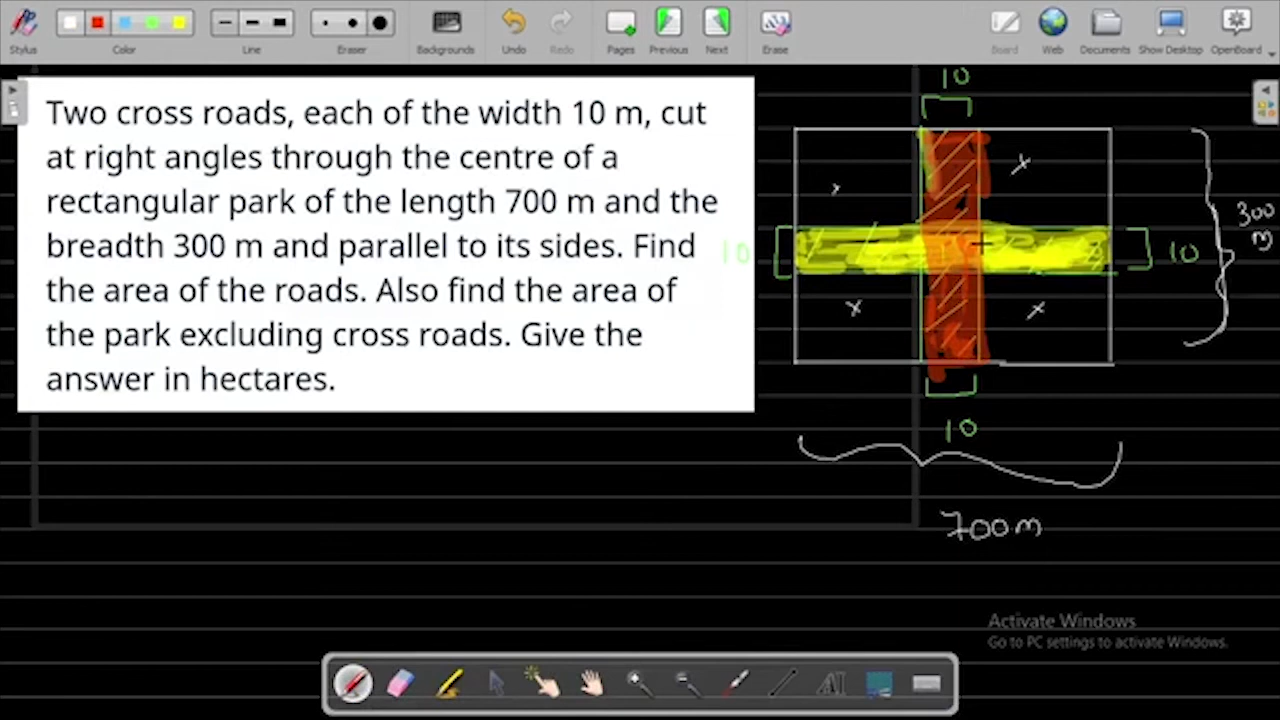 Stylus
Color
Line
Eraser
Backgrounds
Undo
Redo
Pages
Previous
Next
Erase
Board
Web
Documents
Show Desktop
OpenBoard
Two cross roads, each of the width 10 m, cut
at right angles through the centre of a
rectangular park of the length 700 m and the
breadth 300 m and parallel to its sides. Find
the area of the roads. Also find the area of
the park excluding cross roads. Give the
answer in hectares.
10
x
x
10
10
300
m
x
x
10
700m
Activate Windows
Go to PC settings to activate Windows.